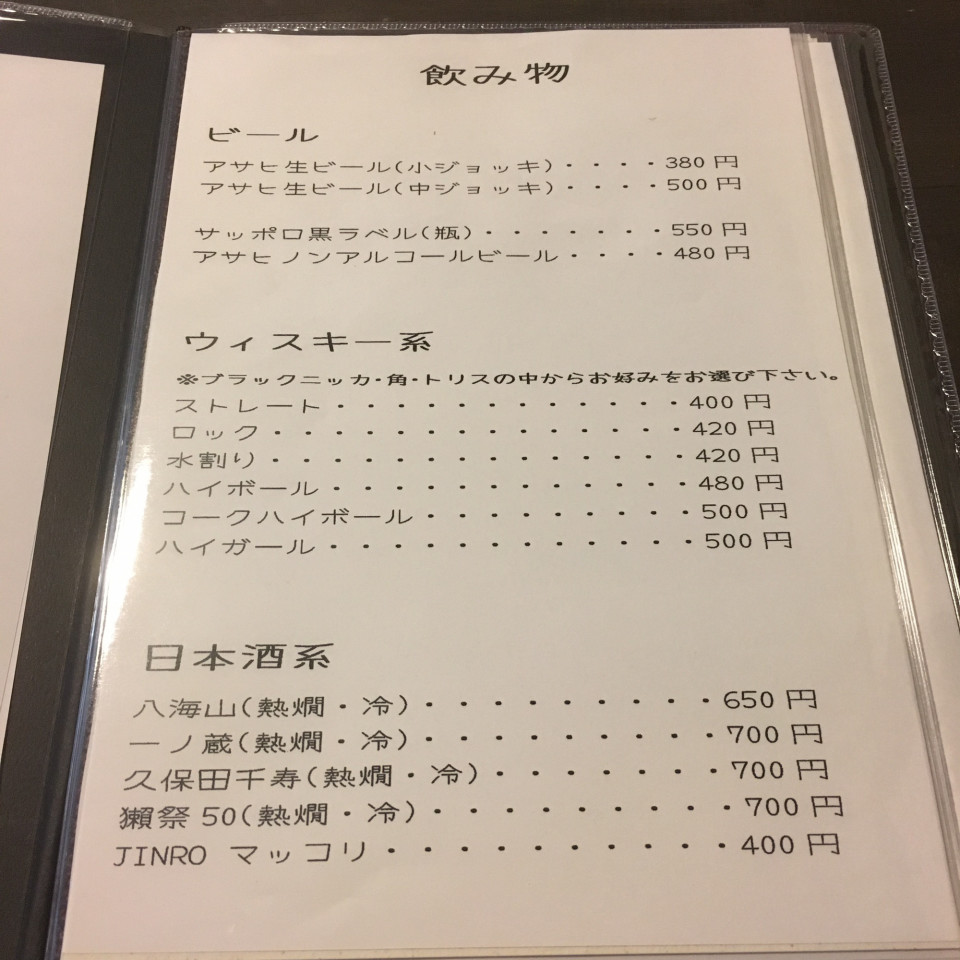 飲み物
ビール
アサヒ生ビール(小ジョッキ)・・・・380円
アサヒ生ビール(中ジョッキ)・・・・500円
サッポロ黒ラベル(瓶)・・・・・・・550円
アサヒノンアルコールビール・・・・480円
ウィスキー系
※ブラックニッカ・角・トリスの中からお好みをお選び下さい。
ストレート・・・・・・・・・・・・400円
ロック・・・・・・・・・・・・・・420円
水割り・・・・・・・・・・・・・・420円
ハイボール・・・・・・・・・・・・480円
コークハイボール・・・・・・・・・500円
ハイガール・・・・・・・・・・・・500円
日本酒系
八海山(熱燗・冷)・・・・・・・・・650円
一ノ蔵(熱燗・冷)・・・・・・・・・700円
久保田千寿(熱燗・冷)・・・・・・・700円
獺祭50(熱燗・冷)・・・・・・・・・700円
JINRO マッコリ・・・・・・・・・・400円